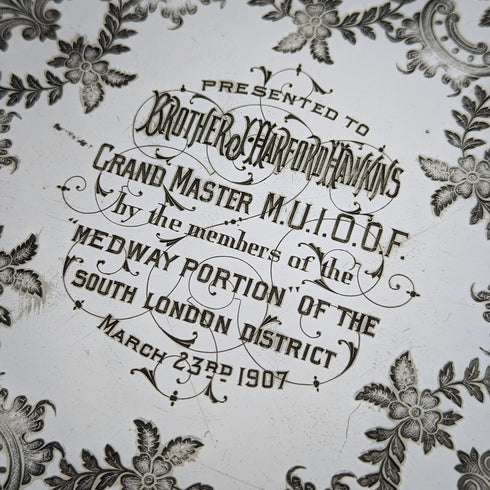 PRESENTED TO
BROTHER J. HARFORD HAWKINS
GRAND MASTER M.U.I.O.O.F.
by the members of the
"MEDWAY PORTION" OF THE
SOUTH LONDON DISTRICT
MARCH 23RD 1907